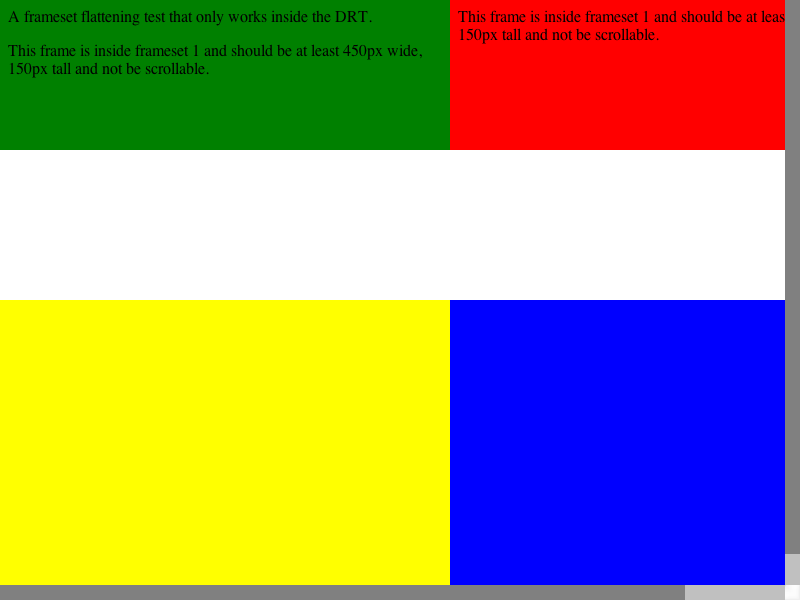 A frameset flattening test that only works inside the DRT.
This frame is inside frameset 1 and should be at least 450px wide,
150px tall and not be scrollable.
This frame is inside frameset 1 and should be at leas
150px tall and not be scrollable.